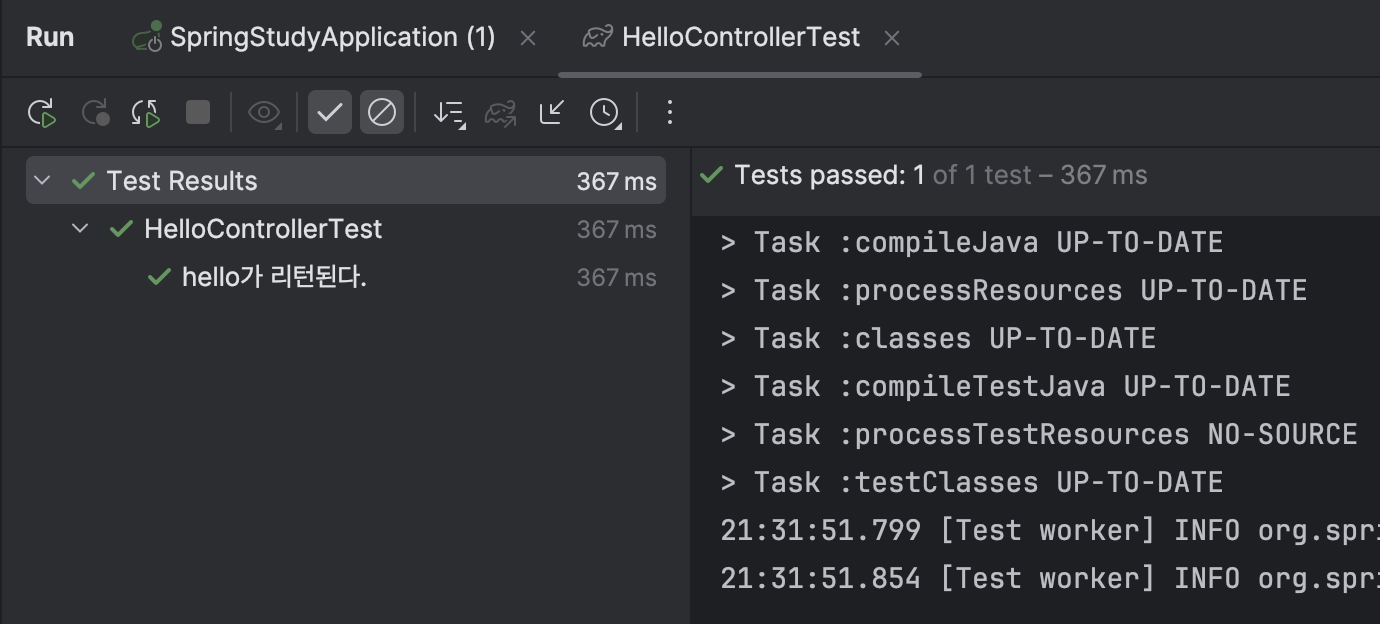 Run SpringStudyApplication (1) HelloControllerTest
Test Results 367 ms
HelloControllerTest 367 ms
hello가 리턴된다. 367 ms
Tests passed: 1 of 1 test – 367 ms
> Task :compileJava UP-TO-DATE
> Task :processResources UP-TO-DATE
> Task :classes UP-TO-DATE
> Task :compileTestJava UP-TO-DATE
> Task :processTestResources NO-SOURCE
> Task :testClasses UP-TO-DATE
21:31:51.799 [Test worker] INFO org.spr
21:31:51.854 [Test worker] INFO org.spr